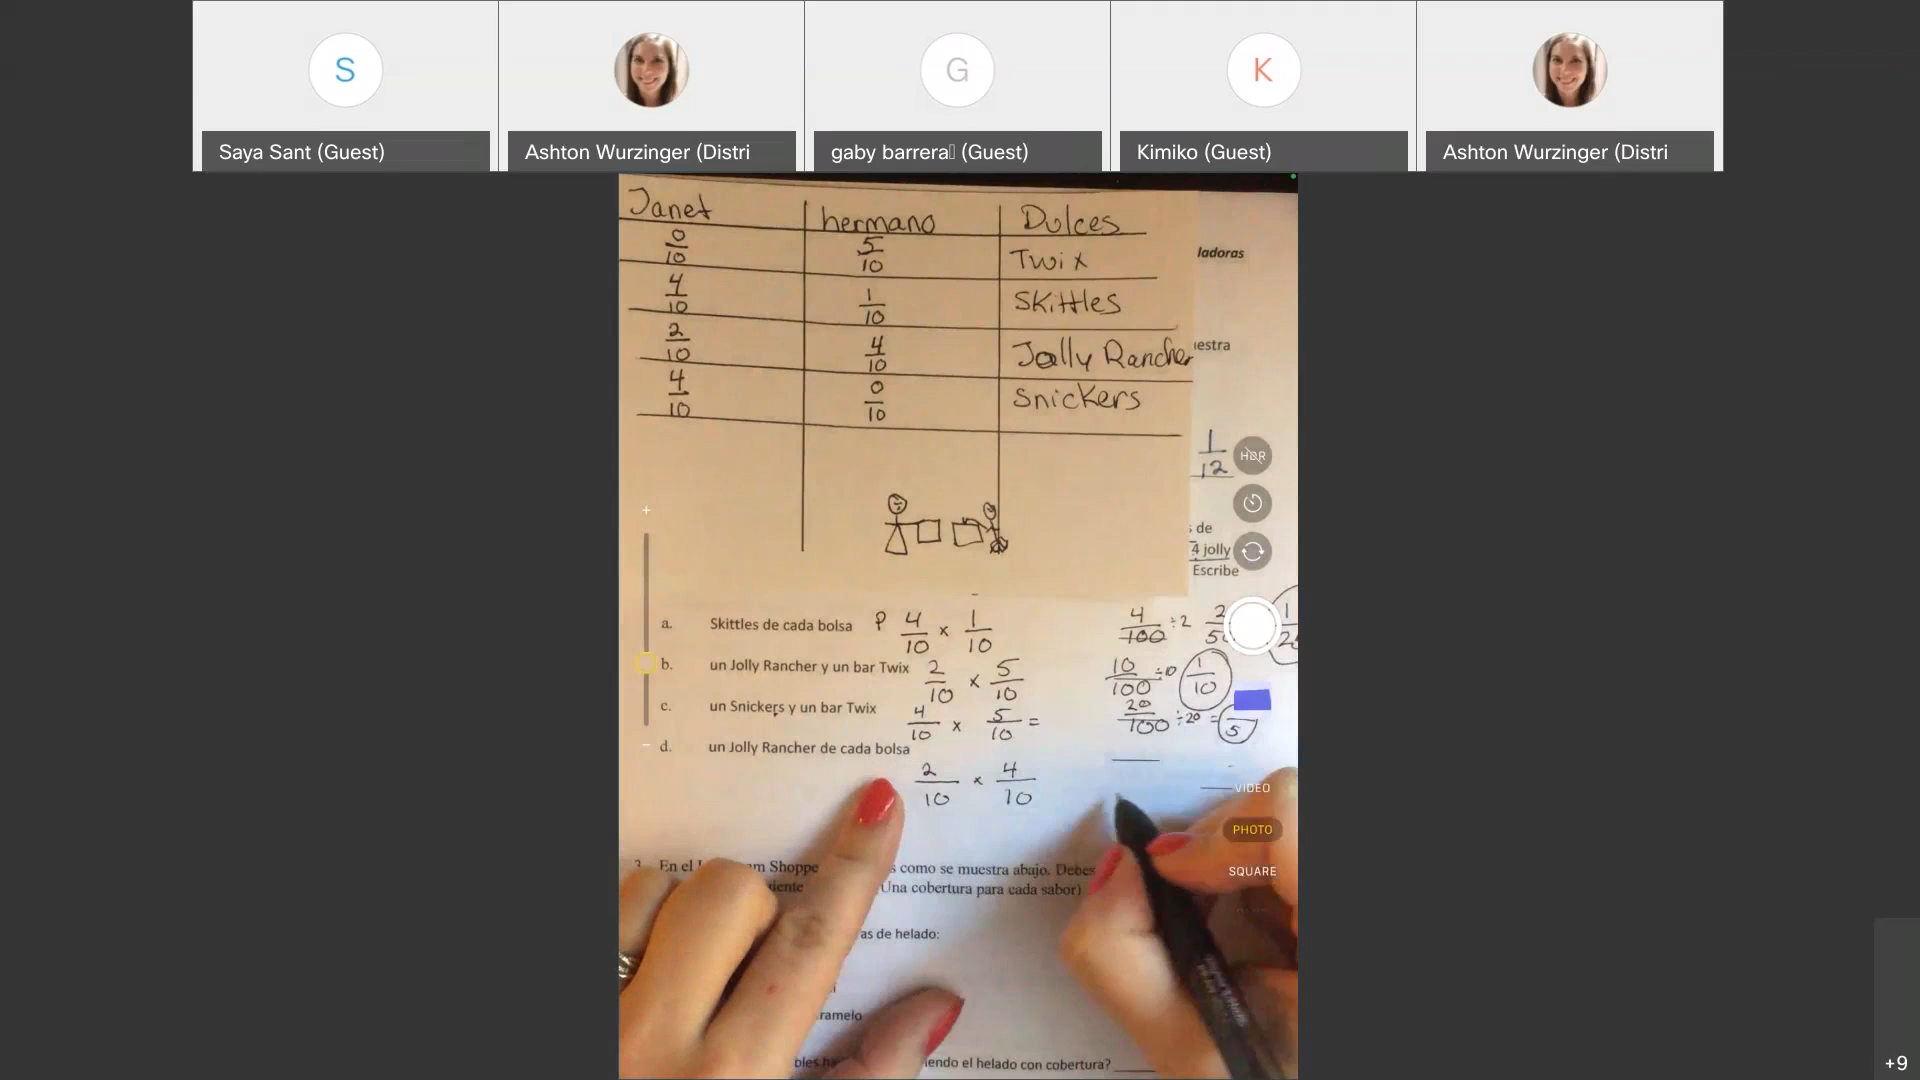 S
G
K
Saya Sant (Guest)
Ashton Wurzinger (Distri
gaby barrera (Guest)
Kimiko (Guest)
Ashton Wurzinger (Distri
Janet hermano Dulces
0/10 5/10 Twix
4/10 1/10 Skittles
2/10 4/10 Jolly Rancher
4/10 0/10 Snickers
ladoras
estra
1/12
HDR
de
4 jolly
Escribe
a. Skittles de cada bolsa P 4/10 x 1/10 4/100 ÷2
b. un Jolly Rancher y un bar Twix 2/10 x 5/10 10/100 ÷10 1/10
c. un Snickers y un bar Twix 4/10 x 5/10 = 20/100 ÷20 = 5
d. un Jolly Rancher de cada bolsa
2/10 x 4/10
VIDEO
PHOTO
SQUARE
En el m Shoppe s como se muestra abajo. Debes
iente Una cobertura para cada sabor)
as de helado:
ramelo
bles iendo el helado con cobertura?
+9